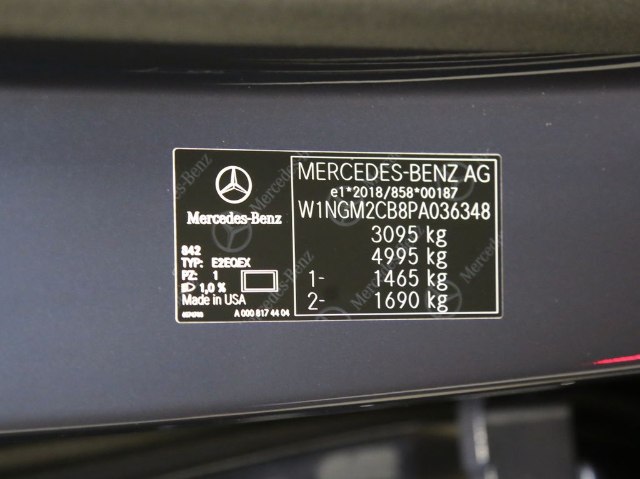 Mercedes-Benz
842
TYP: E2EQEX
PZ: 1
1,0 %
Made in USA
A 000 817 44 04
MERCEDES-BENZ AG
e1*2018/858*00187
W1NGM2CB8PA036348
3095 kg
4995 kg
1- 1465 kg
2- 1690 kg